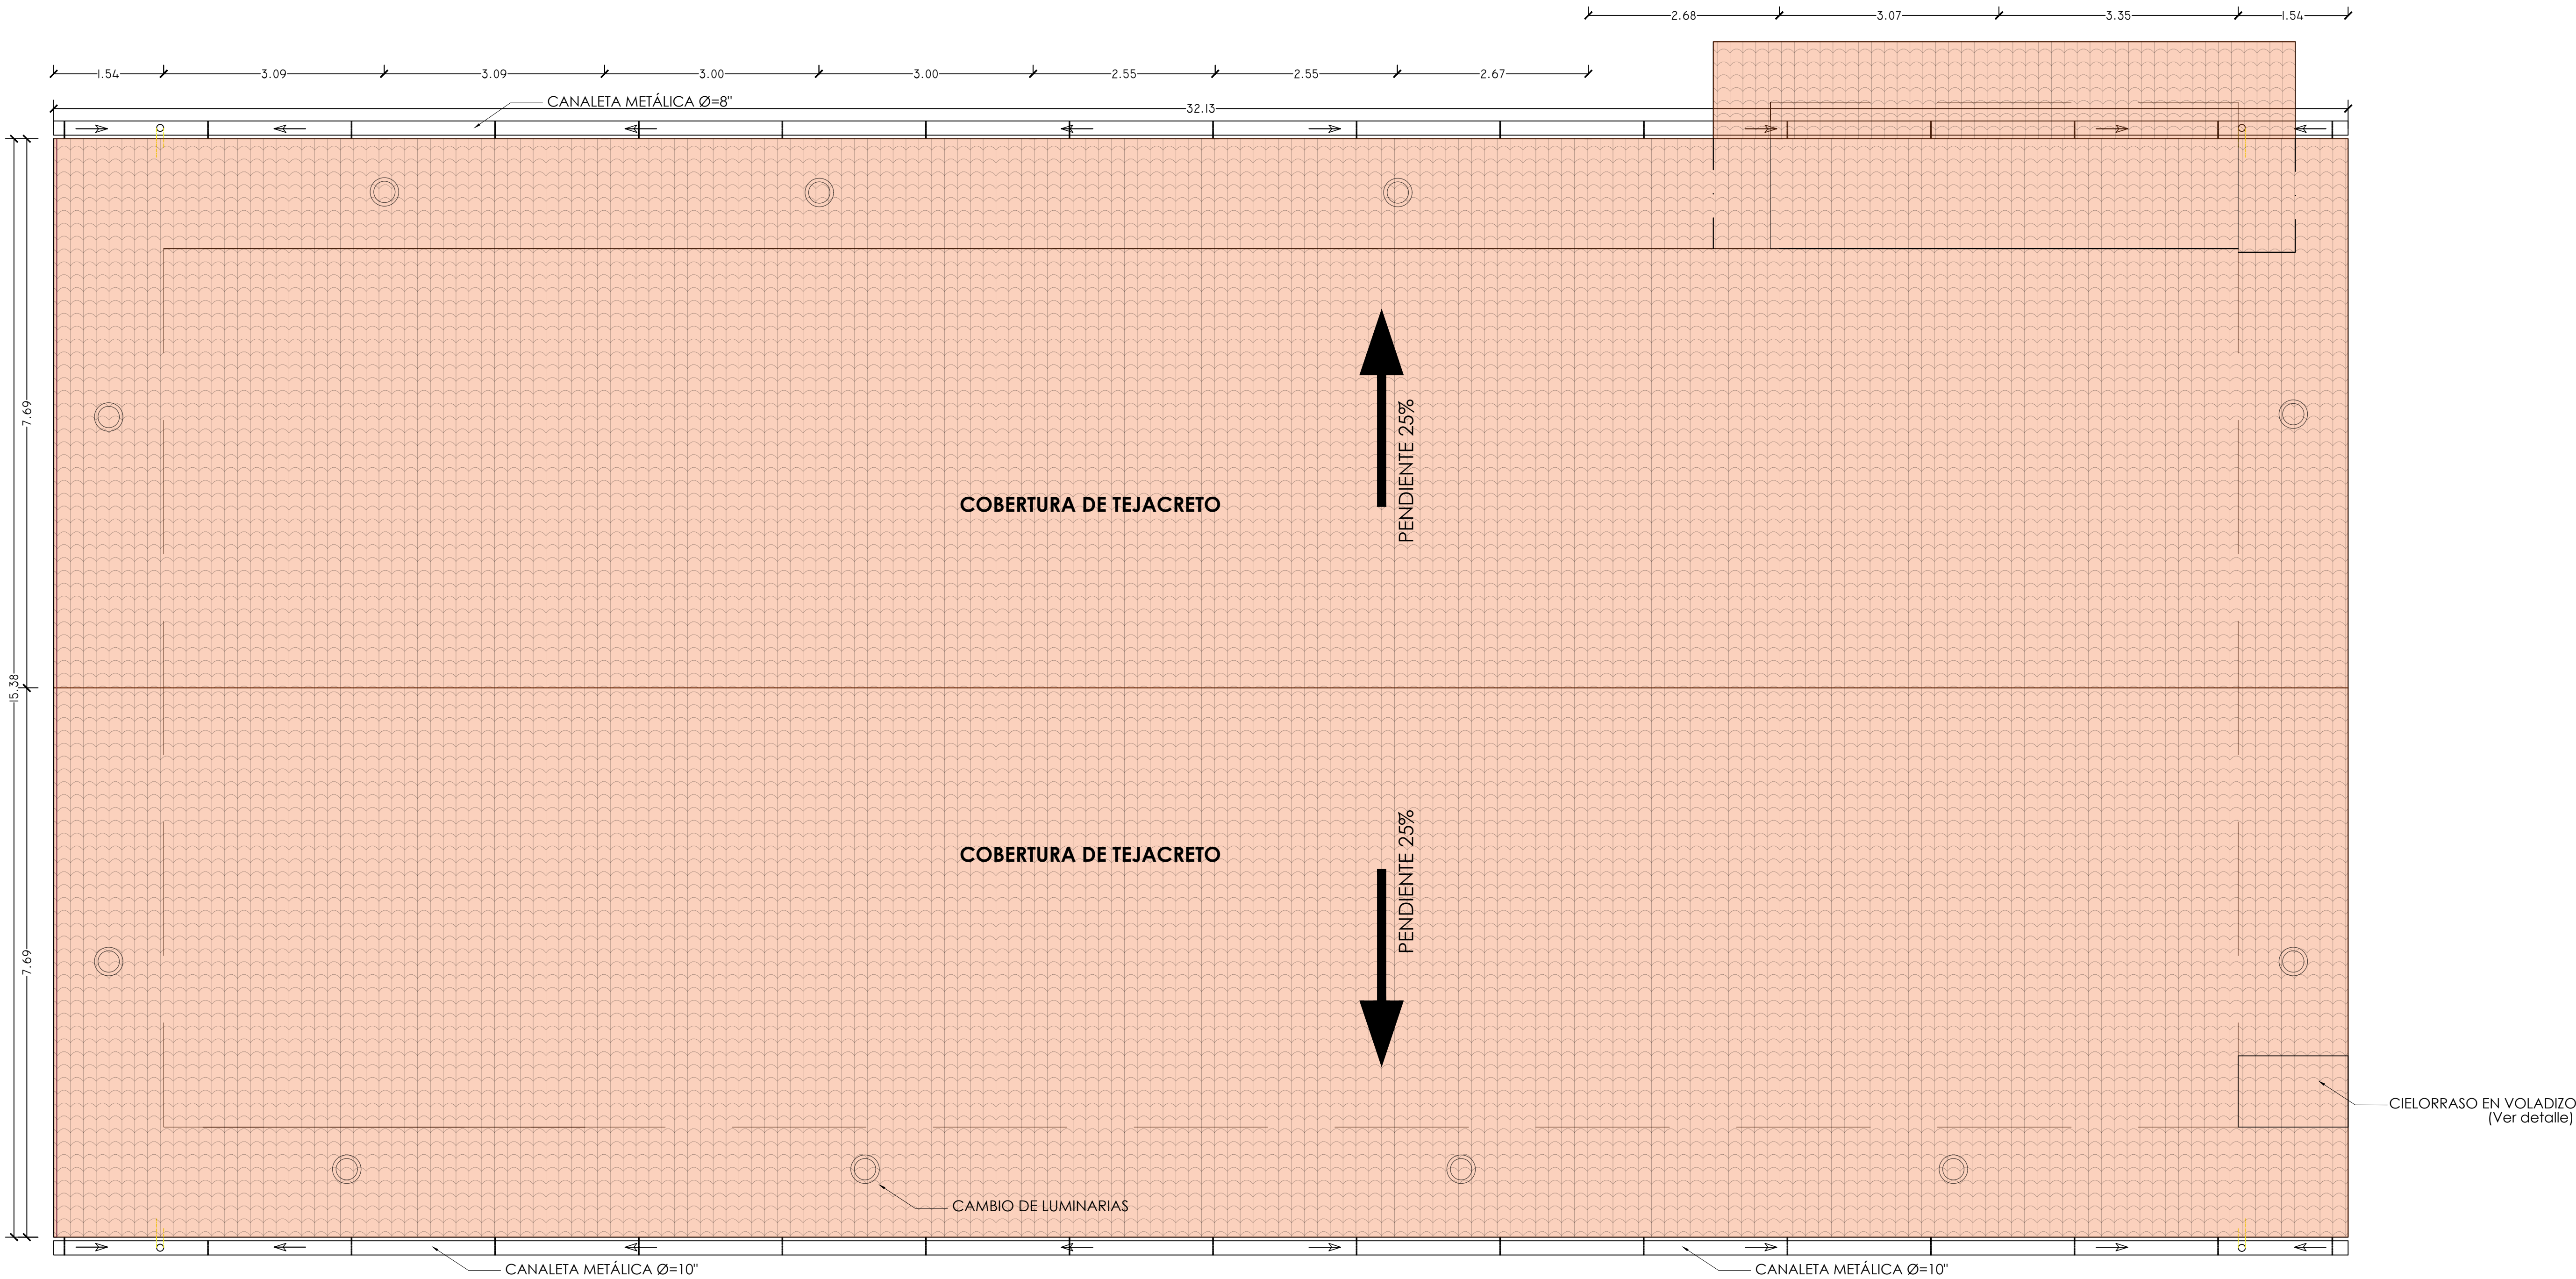 2.68
3.07
3.35
1.54
1.54
3.09
3.09
3.00
3.00
2.55
2.55
2.67
CANALETA METÁLICA Ø=8"
32.13
7.69
PENDIENTE 25%
COBERTURA DE TEJACRETO
15.38
COBERTURA DE TEJACRETO
PENDIENTE 25%
7.69
CIELORRASO EN VOLADIZO
(Ver detalle)
CAMBIO DE LUMINARIAS
CANALETA METÁLICA Ø=10"
CANALETA METÁLICA Ø=10"